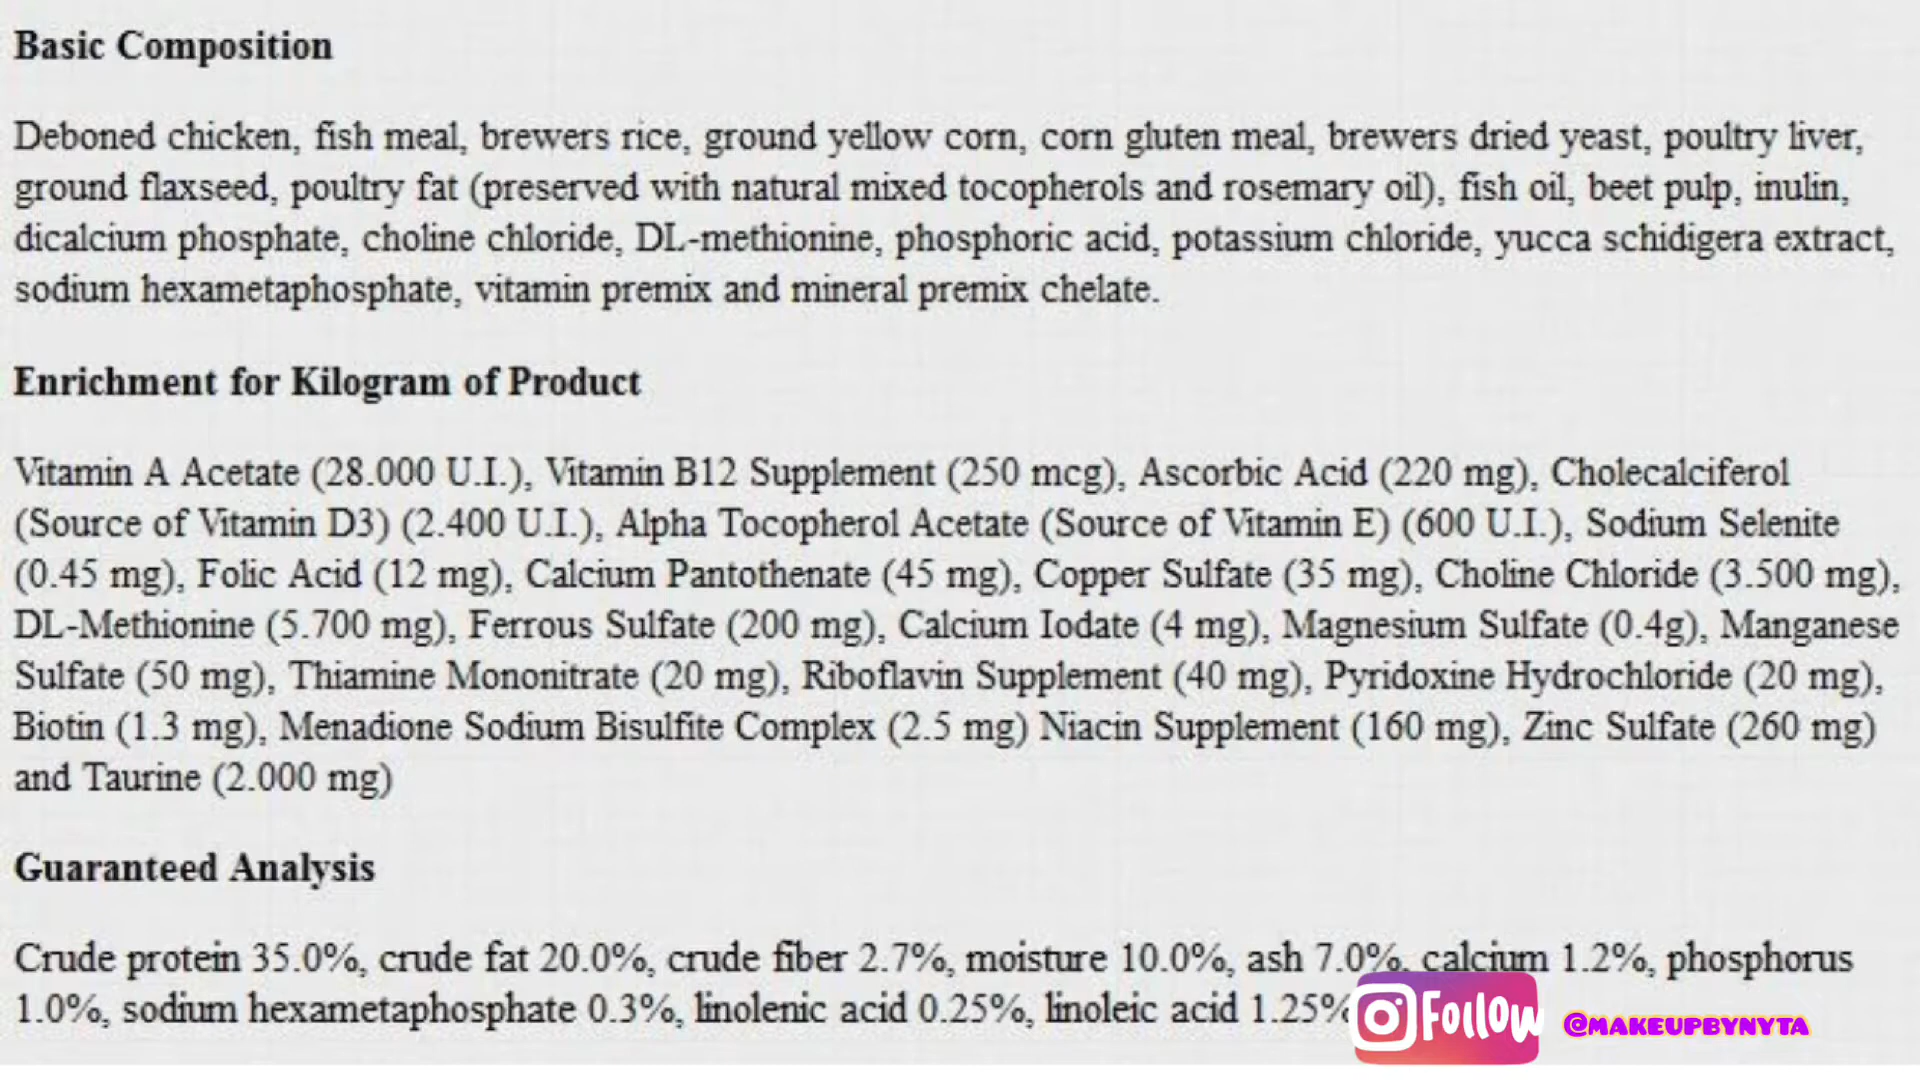 Basic Composition
Deboned chicken, fish meal, brewers rice, ground yellow corn, corn gluten meal, brewers dried yeast, poultry liver,
ground flaxseed, poultry fat (preserved with natural mixed tocopherols and rosemary oil), fish oil, beet pulp, inulin,
dicalcium phosphate, choline chloride, DL-methionine, phosphoric acid, potassium chloride, yucca schidigera extract,
sodium hexametaphosphate, vitamin premix and mineral premix chelate.
Enrichment for Kilogram of Product
Vitamin A Acetate (28.000 U.I.), Vitamin B12 Supplement (250 mcg), Ascorbic Acid (220 mg), Cholecalciferol
(Source of Vitamin D3) (2.400 U.I.), Alpha Tocopherol Acetate (Source of Vitamin E) (600 U.I.), Sodium Selenite
(0.45 mg), Folic Acid (12 mg), Calcium Pantothenate (45 mg), Copper Sulfate (35 mg), Choline Chloride (3.500 mg),
DL-Methionine (5.700 mg), Ferrous Sulfate (200 mg), Calcium Iodate (4 mg), Magnesium Sulfate (0.4g), Manganese
Sulfate (50 mg), Thiamine Mononitrate (20 mg), Riboflavin Supplement (40 mg), Pyridoxine Hydrochloride (20 mg),
Biotin (1.3 mg), Menadione Sodium Bisulfite Complex (2.5 mg) Niacin Supplement (160 mg), Zinc Sulfate (260 mg)
and Taurine (2.000 mg)
Guaranteed Analysis
Crude protein 35.0%, crude fat 20.0%, crude fiber 2.7%, moisture 10.0%, ash 7.0%, calcium 1.2%, phosphorus
1.0%, sodium hexametaphosphate 0.3%, linolenic acid 0.25%, linoleic acid 1.25%
Follow
@MAKEUPBYNYTA